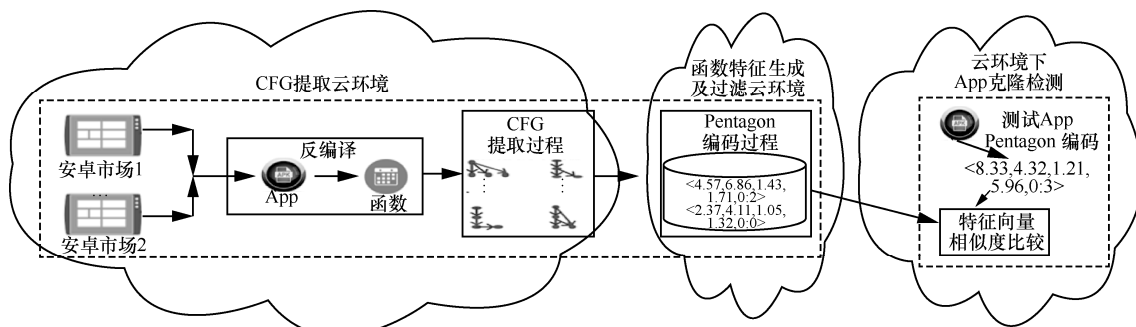 CFG提取云环境
安卓市场1
...
安卓市场2
反编译
App
函数
CFG
提取过程
函数特征生成
及过滤云环境
Pentagon
编码过程
<4.57,6.86,1.43,
1.71,0:2>
<2.37,4.11,1.05,
1.32,0:0>
云环境下
App克隆检测
测试App
Pentagon 编码
<8.33,4.32,1.21,
5.96,0:3>
特征向量
相似度比较